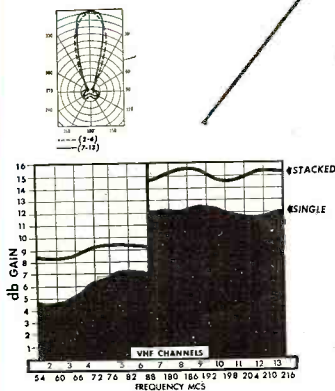 --- (2-6)
— (7-13)
16
15
14
13
12
11
10
9
8
7
6
5
4
3
2
1
db GAIN
STACKED
SINGLE
VHF CHANNELS
2 3 4 5 6 7 8 9 10 11 12 13
54 60 66 72 76 82 88 180 186 192 198 204 210 216
FREQUENCY MCS